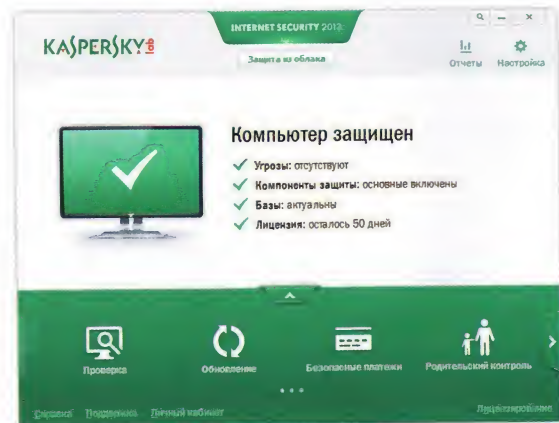 KASPERSKY lab
INTERNET SECURITY 2013
Защита из облака
Отчеты
Настройка
Компьютер защищен
Угрозы: отсутствуют
Компоненты защиты: основные включены
Базы: актуальны
Лицензия: осталось 50 дней
Проверка
Обновление
Безопасные платежи
Родительский контроль
Справка
Поддержка
Личный кабинет
Лицензирование